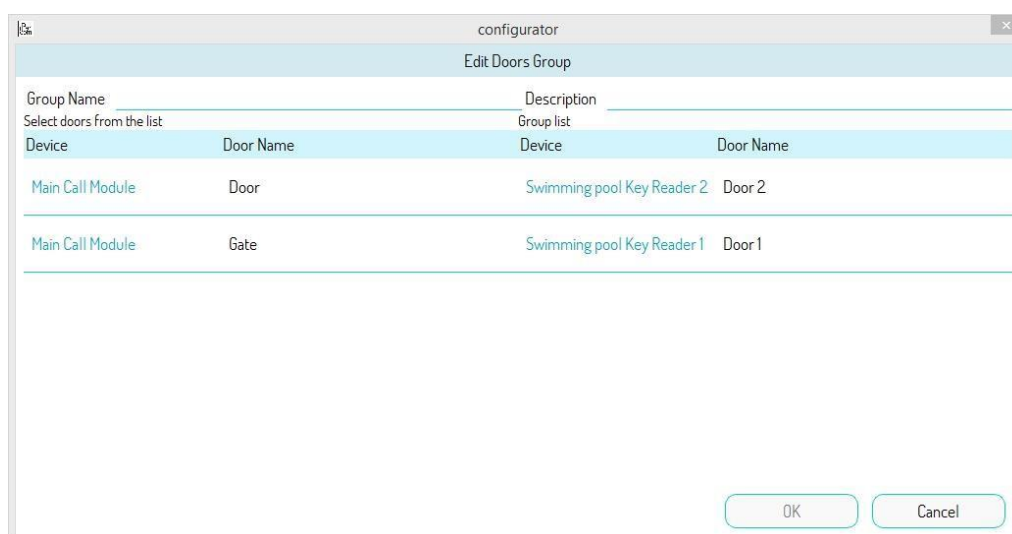 configurator
Edit Doors Group
Group Name Description
Select doors from the list Group list
Device Door Name Device Door Name
Main Call Module Door Swimming pool Key Reader 2 Door 2
Main Call Module Gate Swimming pool Key Reader 1 Door 1
OK Cancel